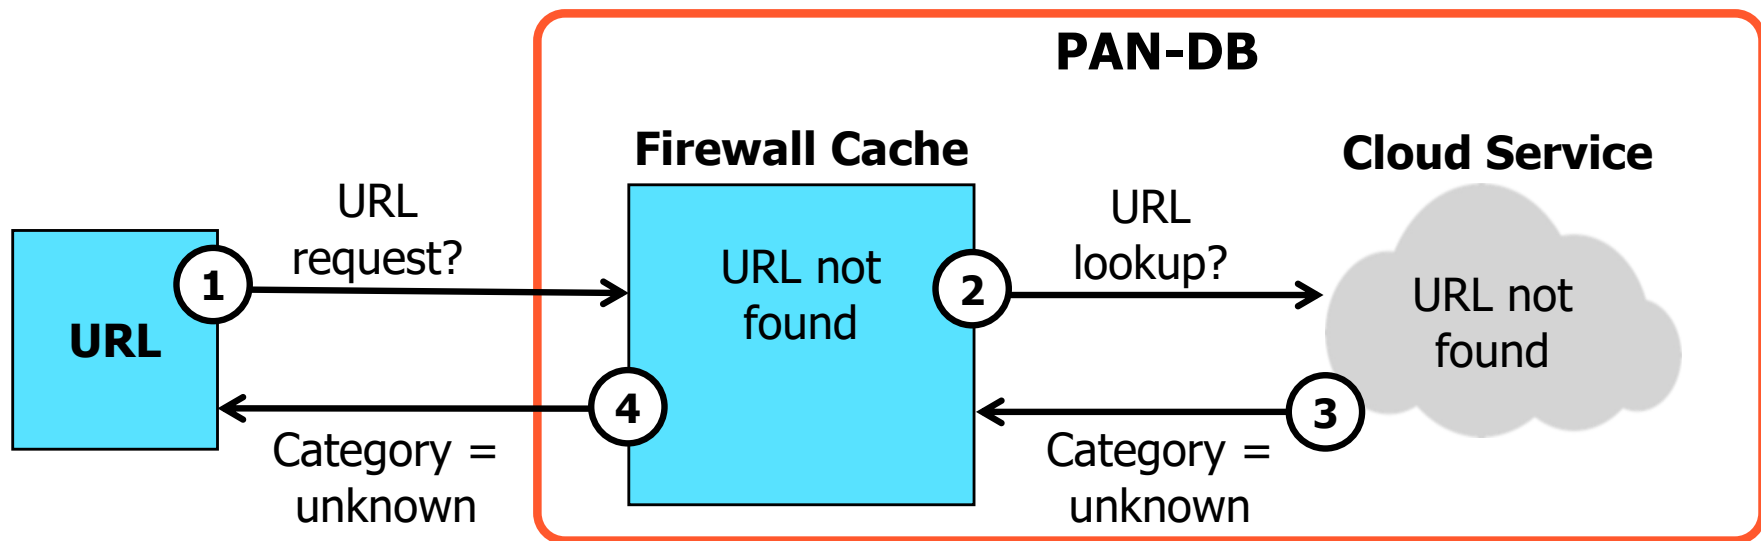 PAN-DB
Firewall Cache
Cloud Service
URL
request?
URL
lookup?
URL
1
URL not
found
2
URL not
found
4
3
Category =
unknown
Category =
unknown